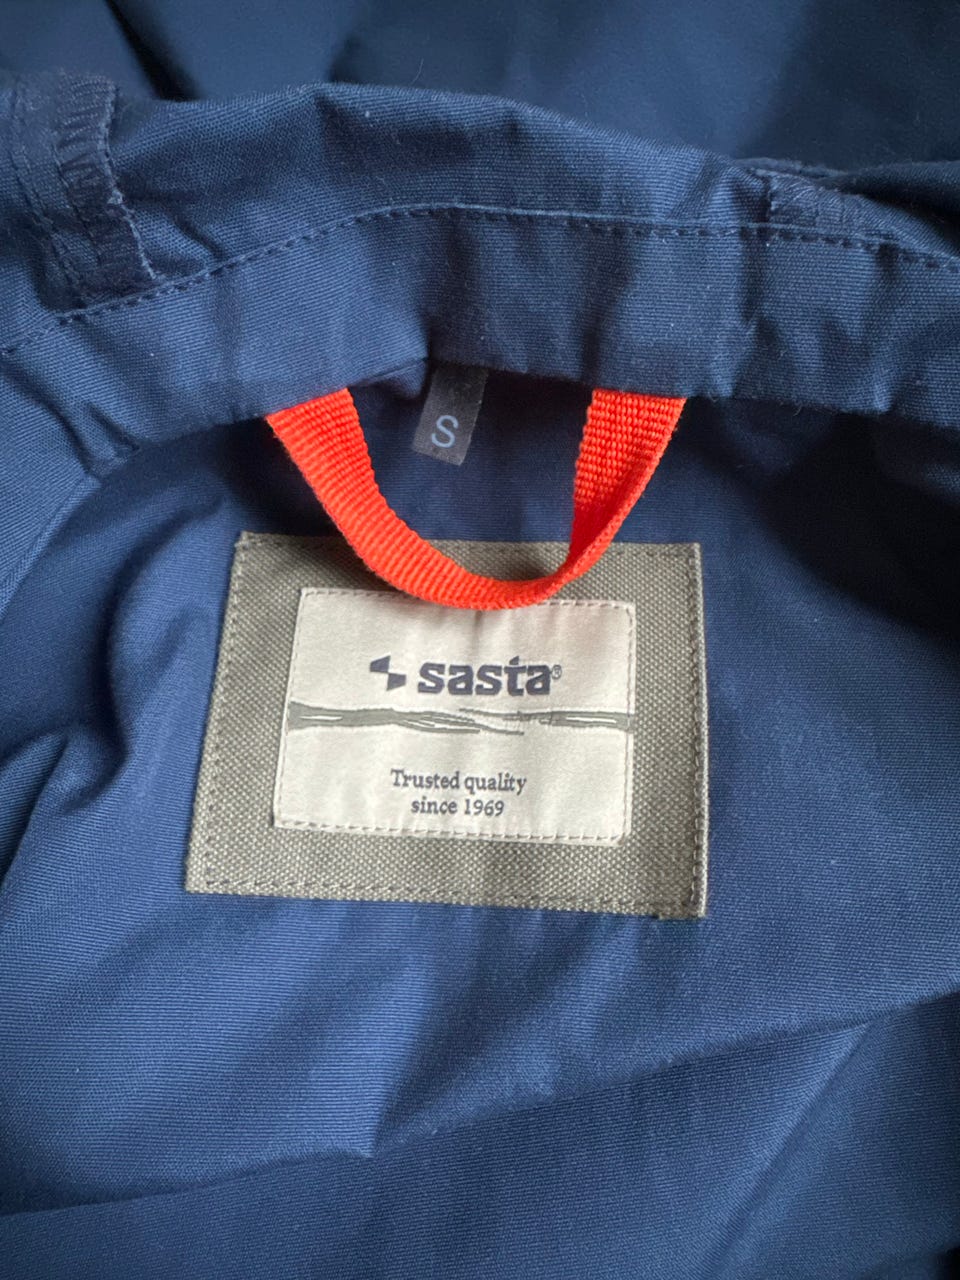 S
sasta®
Trusted quality
since 1969